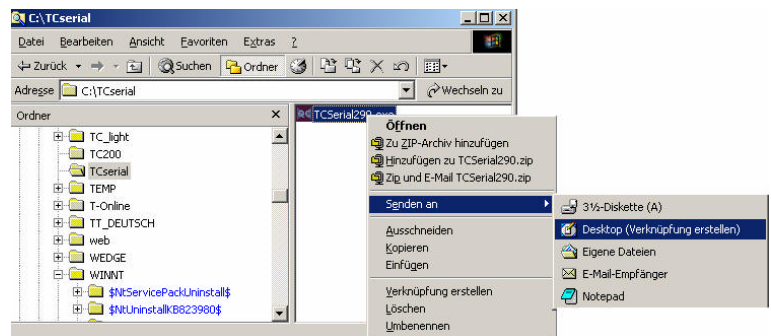 C:\TCserial
Datei Bearbeiten Ansicht Favoriten Extras ?
Zurück Suchen Ordner
Adresse C:\TCserial Wechseln zu
Ordner
TC_light
TC200
TCserial
TEMP
T-Online
TT_DEUTSCH
web
WEDGE
WINNT
$NtServicePackUninstall$
$NtUninstallKB823980$
TCSerial290.exe
Öffnen
Zu ZIP-Archiv hinzufügen
Hinzufügen zu TCSerial290.zip
Zip und E-Mail TCSerial290.zip
Senden an
Ausschneiden
Kopieren
Einfügen
Verknüpfung erstellen
Löschen
Umbenennen
3½-Diskette (A)
Desktop (Verknüpfung erstellen)
Eigene Dateien
E-Mail-Empfänger
Notepad